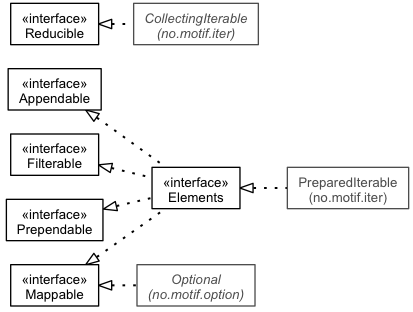 «interface»
Reducible
CollectingIterable
(no.motif.iter)
«interface»
Appendable
«interface»
Filterable
«interface»
Elements
PreparedIterable
(no.motif.iter)
«interface»
Prependable
«interface»
Mappable
Optional
(no.motif.option)